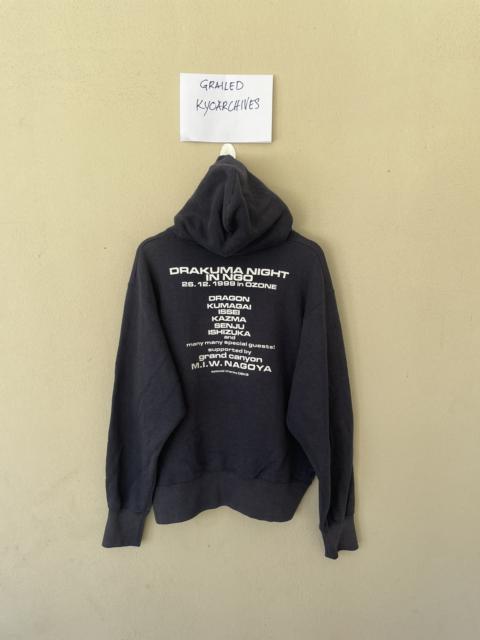 GRAILED
KYOARCHIVES
DRAKUMA NIGHT
IN NGO
26. 12. 1999 in OZONE
DRAGON
KUMAGAI
ISSEI
KAZMA
SENJU
ISHIZUKA
and
many many special guests!
supported by
grand canyon
M.I.W. NAGOYA